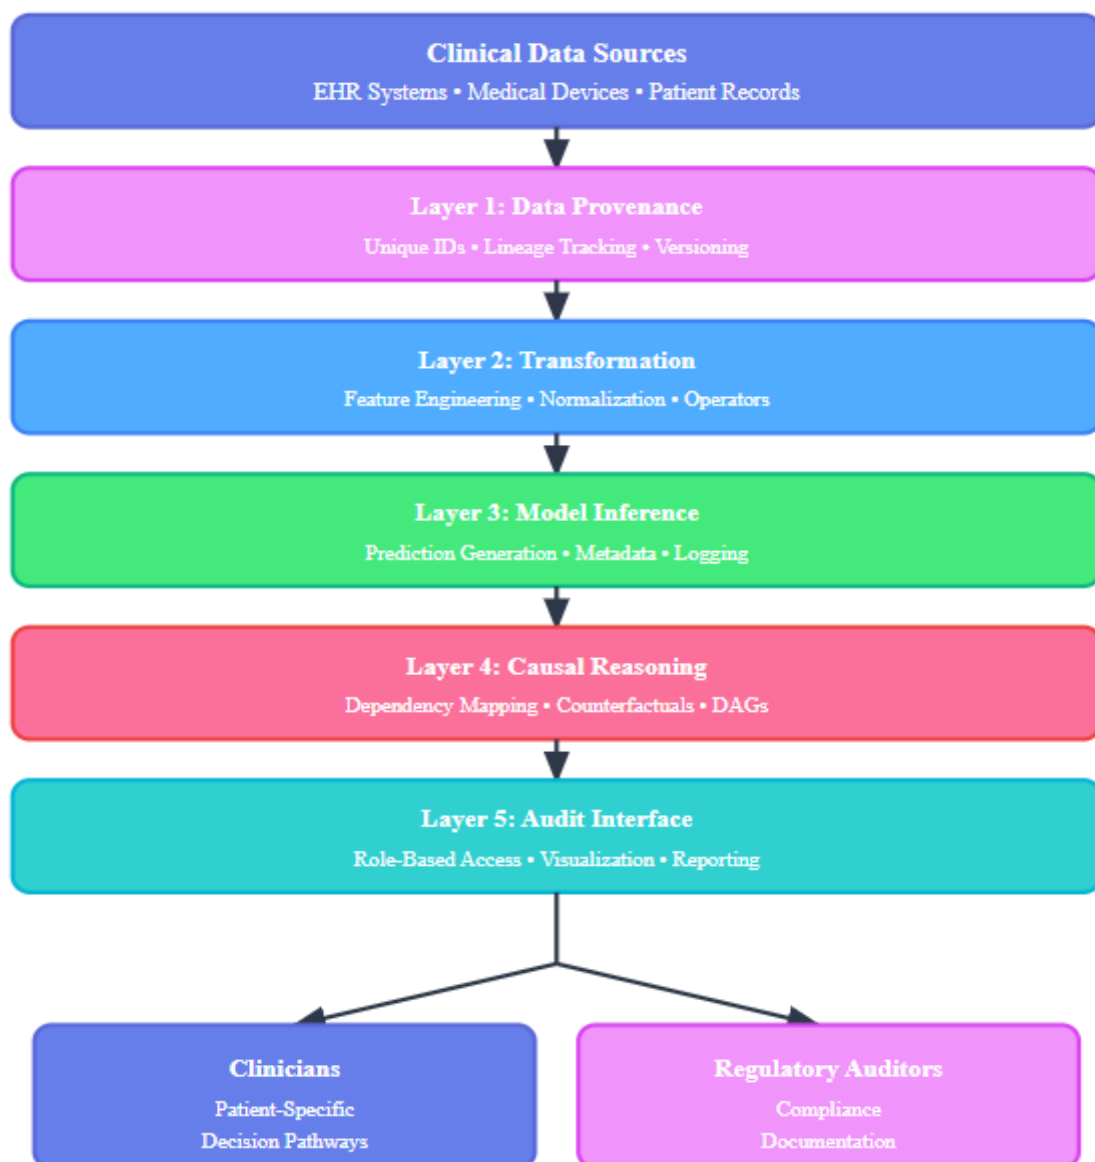 Clinical Data Sources
EHR Systems • Medical Devices • Patient Records
Layer 1: Data Provenance
Unique IDs • Lineage Tracking • Versioning
Layer 2: Transformation
Feature Engineering • Normalization • Operators
Layer 3: Model Inference
Prediction Generation • Metadata • Logging
Layer 4: Causal Reasoning
Dependency Mapping • Counterfactuals • DAGs
Layer 5: Audit Interface
Role-Based Access • Visualization • Reporting
Clinicians
Patient-Specific
Decision Pathways
Regulatory Auditors
Compliance
Documentation